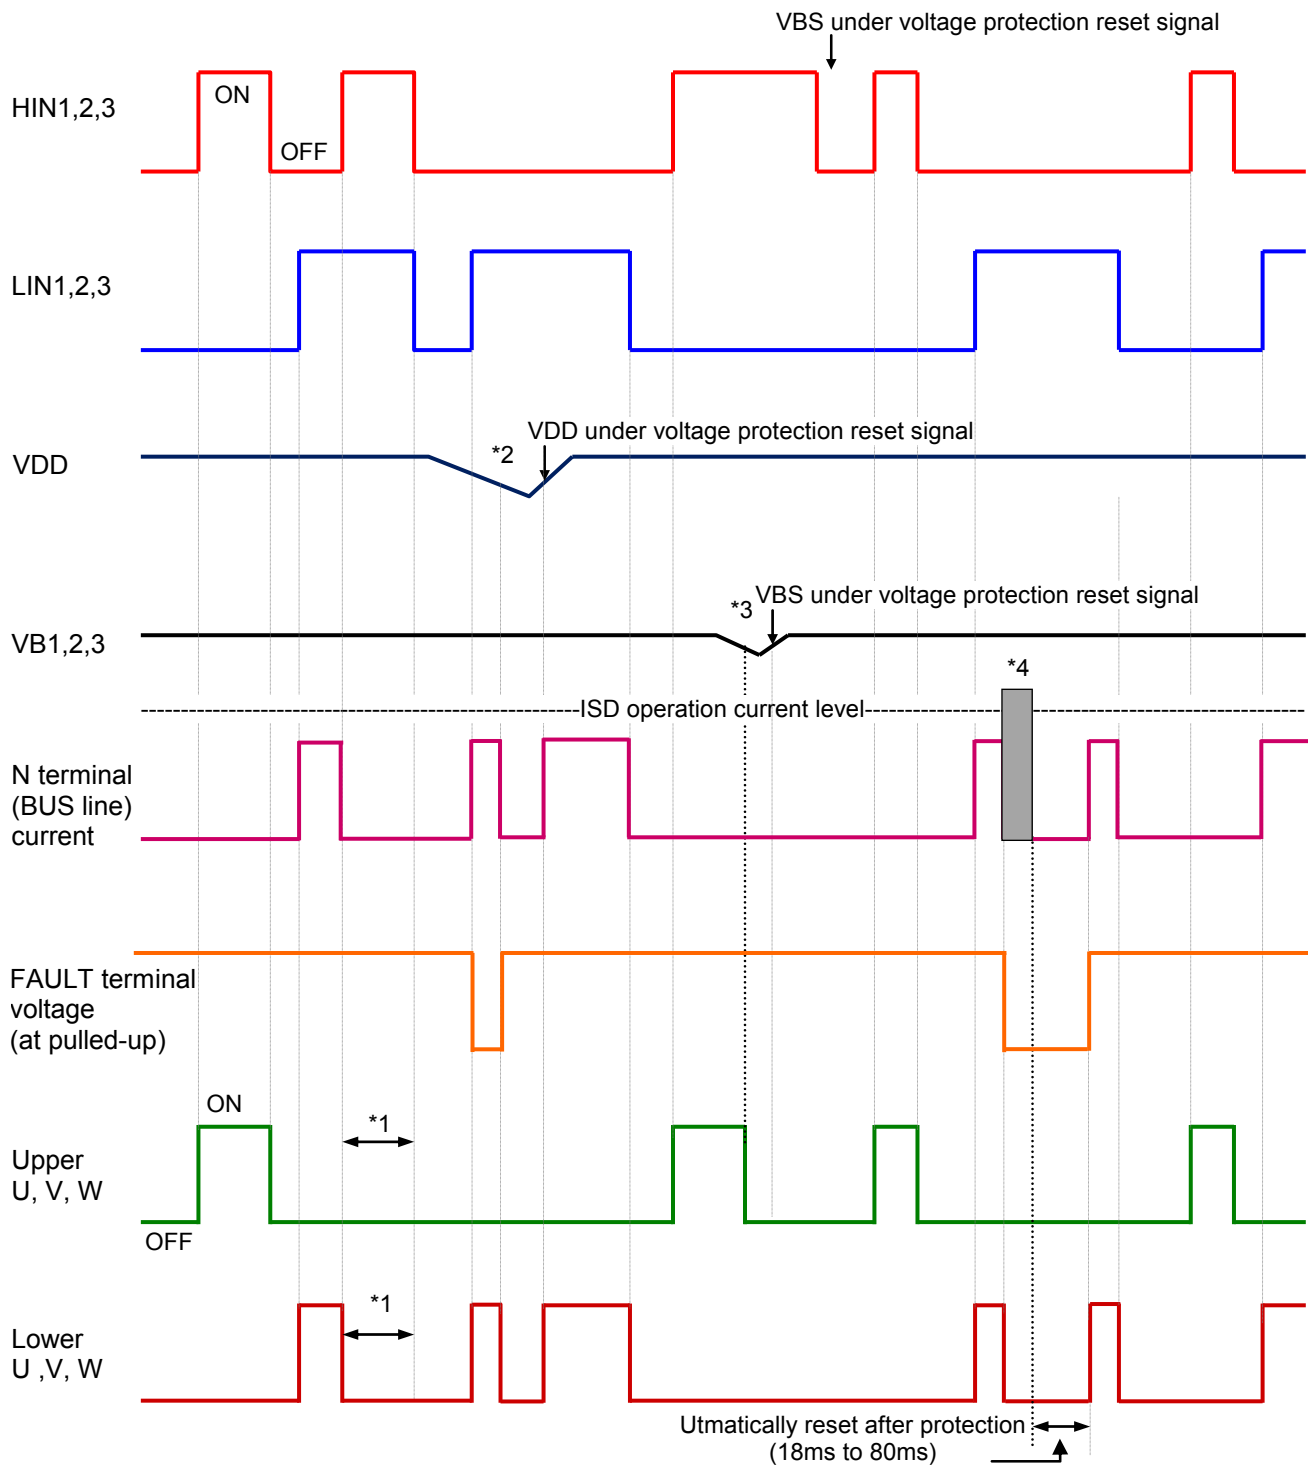 VBS under voltage protection reset signal
HIN1,2,3
ON
OFF
LIN1,2,3
VDD under voltage protection reset signal
*2
VDD
VBS under voltage protection reset signal
*3
VB1,2,3
*4
ISD operation current level
N terminal
(BUS line)
current
FAULT terminal
voltage
(at pulled-up)
ON
*1
Upper
U, V, W
OFF
*1
Lower
U ,V, W
Utmatically reset after protection
(18ms to 80ms)